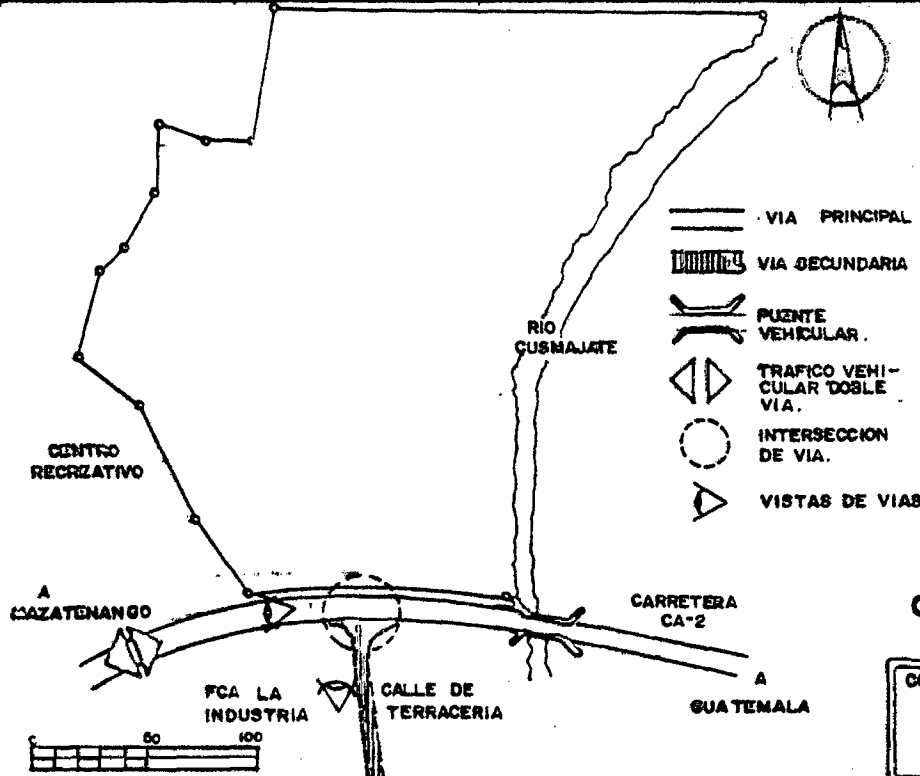 VIA PRINCIPAL
VIA SECUNDARIA
PUENTE
VEHICULAR.
TRAFICO VEHI-
CULAR DOBLE
VIA.
INTERSECCION
DE VIA.
VISTAS DE VIAS
RIO
CUSMAJATE
CENTRO
RECREATIVO
A
MAZATENANGO
CARRETERA
CA-2
A
GUATEMALA
FCA LA
INDUSTRIA
CALLE DE
TERRACERIA
50
100